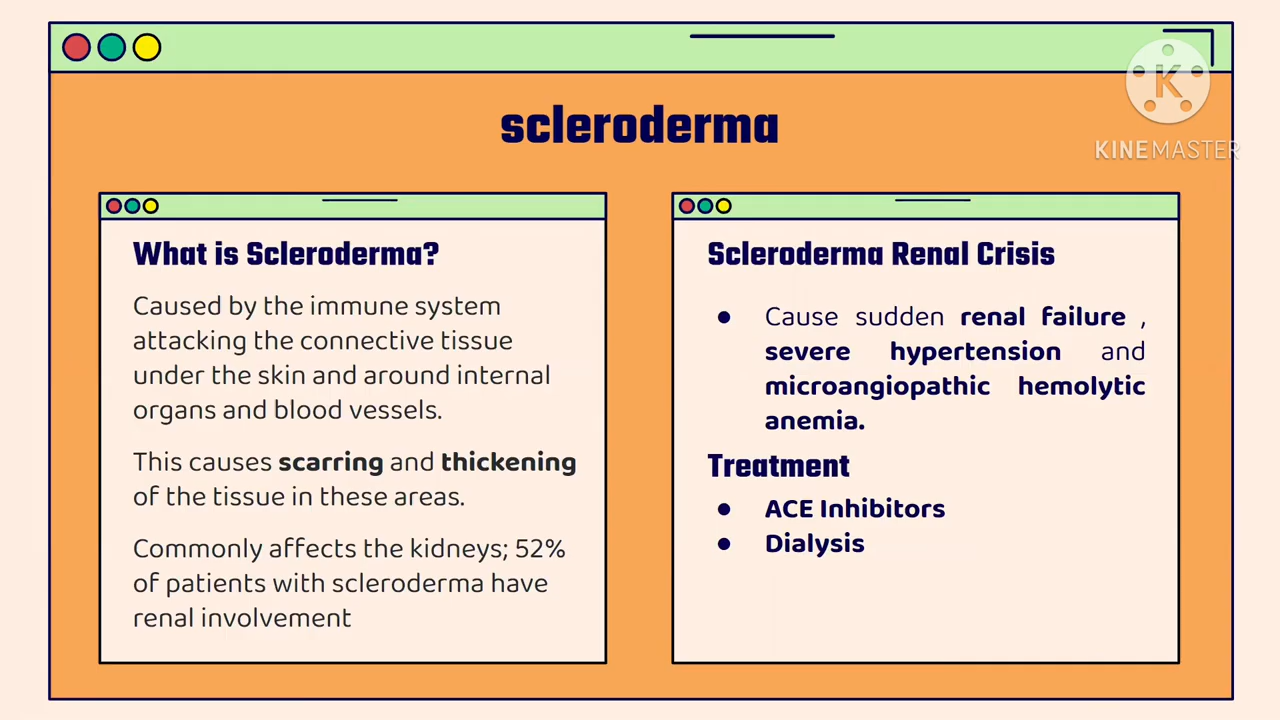 K
KINEMASTER
scleroderma
What is Scleroderma?
Caused by the immune system
attacking the connective tissue
under the skin and around internal
organs and blood vessels.
This causes scarring and thickening
of the tissue in these areas.
Commonly affects the kidneys; 52%
of patients with scleroderma have
renal involvement
Scleroderma Renal Crisis
● Cause sudden renal failure ,
severe hypertension and
microangiopathic hemolytic
anemia.
Treatment
● ACE Inhibitors
● Dialysis